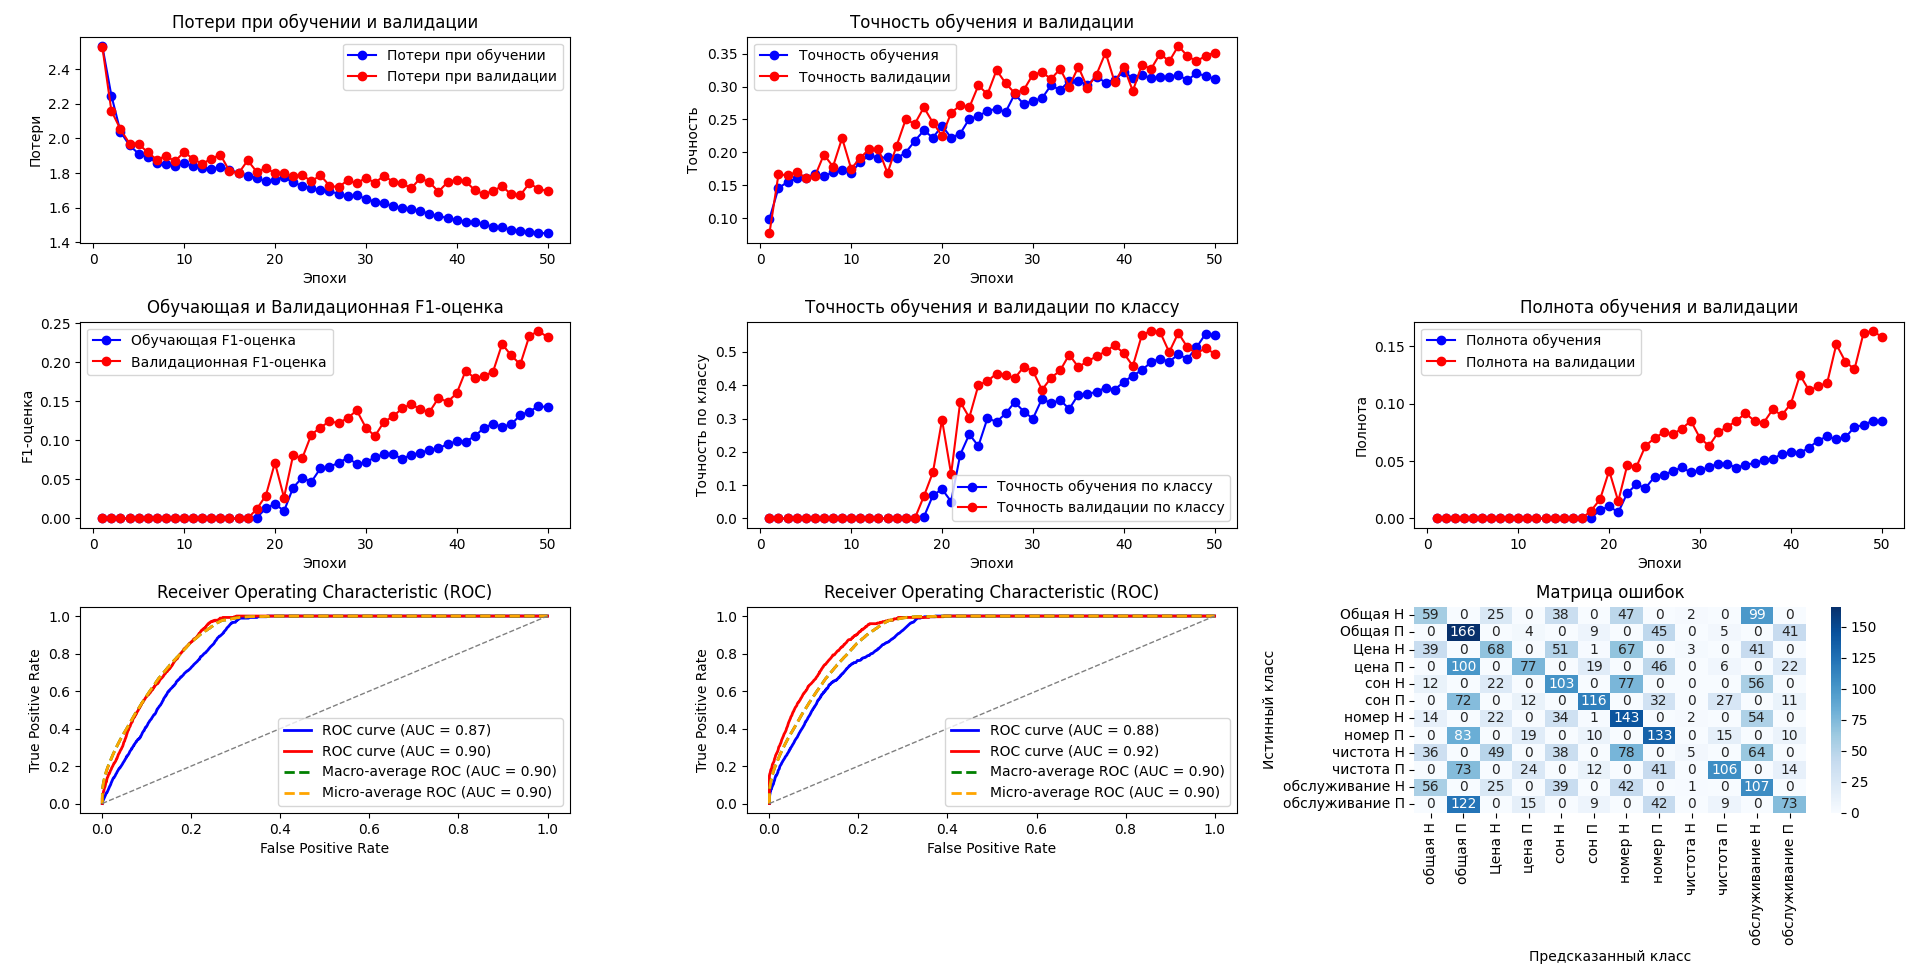 Потери при обучении и валидации
Потери при обучении
Потери при валидации
2.4
2.2
2.0
1.8
1.6
1.4
Потери
0 10 20 30 40 50
Эпохи
Точность обучения и валидации
Точность обучения
Точность валидации
0.35
0.30
0.25
0.20
0.15
0.10
Точность
0 10 20 30 40 50
Эпохи
Обучающая и Валидационная F1-оценка
Обучающая F1-оценка
Валидационная F1-оценка
0.25
0.20
0.15
0.10
0.05
0.00
F1-оценка
0 10 20 30 40 50
Эпохи
Точность обучения и валидации по классу
0.5
0.4
0.3
0.2
0.1
0.0
Точность по классу
Точность обучения по классу
Точность валидации по классу
0 10 20 30 40 50
Эпохи
Полнота обучения и валидации
Полнота обучения
Полнота на валидации
0.15
0.10
0.05
0.00
Полнота
0 10 20 30 40 50
Эпохи
Receiver Operating Characteristic (ROC)
1.0
0.8
0.6
0.4
0.2
0.0
True Positive Rate
ROC curve (AUC = 0.87)
ROC curve (AUC = 0.90)
Macro-average ROC (AUC = 0.90)
Micro-average ROC (AUC = 0.90)
0.0 0.2 0.4 0.6 0.8 1.0
False Positive Rate
Receiver Operating Characteristic (ROC)
1.0
0.8
0.6
0.4
0.2
0.0
True Positive Rate
ROC curve (AUC = 0.88)
ROC curve (AUC = 0.92)
Macro-average ROC (AUC = 0.90)
Micro-average ROC (AUC = 0.90)
0.0 0.2 0.4 0.6 0.8 1.0
False Positive Rate
Матрица ошибок
Истинный класс
Общая Н 59 0 25 0 38 0 47 0 2 0 99 0
Общая П 0 166 0 4 0 9 0 45 0 5 0 41
Цена Н 39 0 68 0 51 1 67 0 3 0 41 0
цена П 0 100 0 77 0 19 0 46 0 6 0 22
сон Н 12 0 22 0 103 0 77 0 0 0 56 0
сон П 0 72 0 12 0 116 0 32 0 27 0 11
номер Н 14 0 22 0 34 1 143 0 2 0 54 0
номер П 0 83 0 19 0 10 0 133 0 15 0 10
чистота Н 36 0 49 0 38 0 78 0 5 0 64 0
чистота П 0 73 0 24 0 12 0 41 0 106 0 14
обслуживание Н 56 0 25 0 39 0 42 0 1 0 107 0
обслуживание П 0 122 0 15 0 9 0 42 0 9 0 73
общая Н
общая П
Цена Н
цена П
сон Н
сон П
номер Н
номер П
чистота Н
чистота П
обслуживание Н
обслуживание П
Предсказанный класс
150
125
100
75
50
25
0